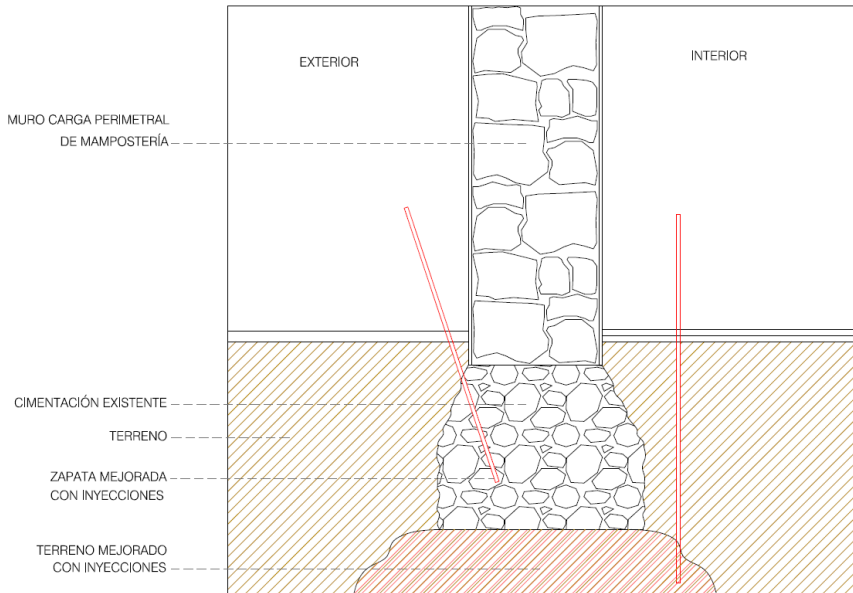 EXTERIOR
INTERIOR
MURO CARGA PERIMETRAL
DE MAMPOSTERÍA
CIMENTACIÓN EXISTENTE
TERRENO
ZAPATA MEJORADA
CON INYECCIONES
TERRENO MEJORADO
CON INYECCIONES